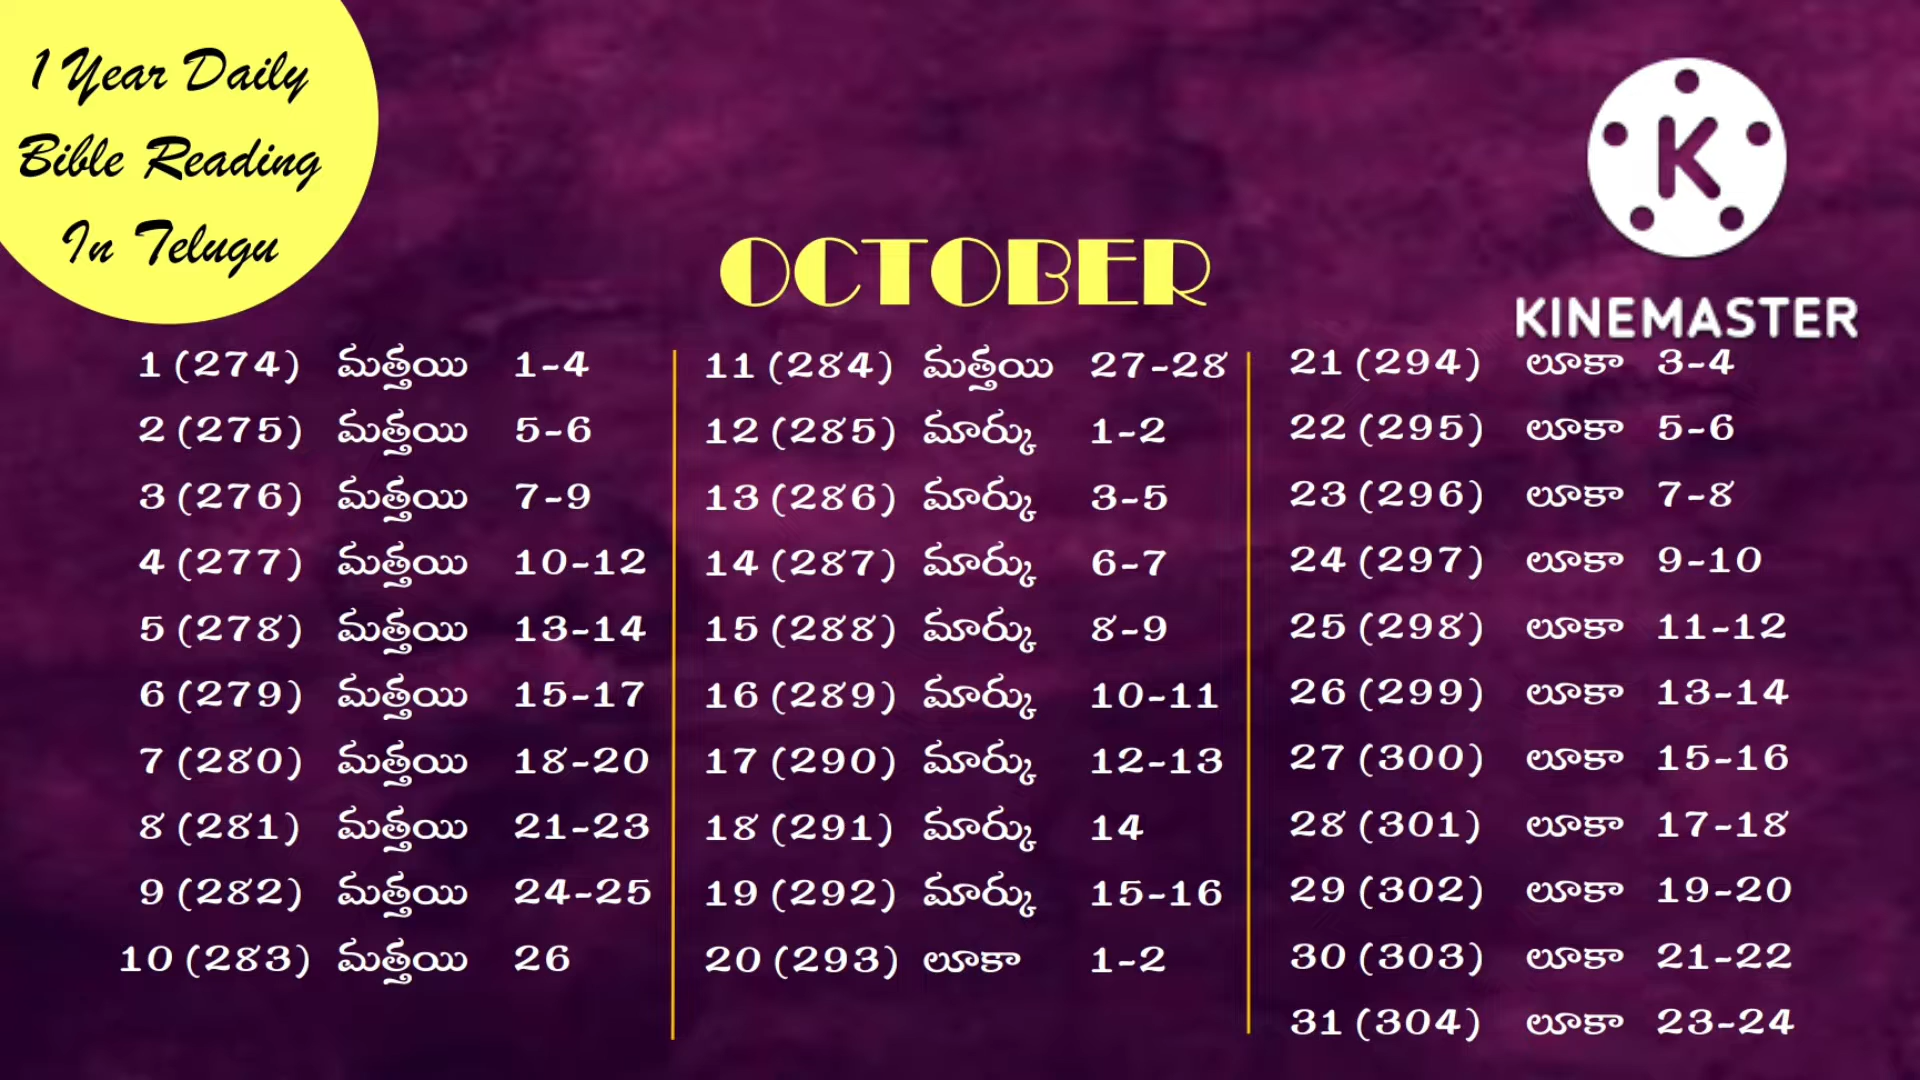 1 Year Daily
Bible Reading
In Telugu
KINEMASTER
OCTOBER
1 (274) మత్తయి 1-4
2 (275) మత్తయి 5-6
3 (276) మత్తయి 7-9
4 (277) మత్తయి 10-12
5 (278) మత్తయి 13-14
6 (279) మత్తయి 15-17
7 (280) మత్తయి 18-20
8 (281) మత్తయి 21-23
9 (282) మత్తయి 24-25
10 (283) మత్తయి 26
11 (284) మత్తయి 27-28
12 (285) మార్కు 1-2
13 (286) మార్కు 3-5
14 (287) మార్కు 6-7
15 (288) మార్కు 8-9
16 (289) మార్కు 10-11
17 (290) మార్కు 12-13
18 (291) మార్కు 14
19 (292) మార్కు 15-16
20 (293) లూకా 1-2
21 (294) లూకా 3-4
22 (295) లూకా 5-6
23 (296) లూకా 7-8
24 (297) లూకా 9-10
25 (298) లూకా 11-12
26 (299) లూకా 13-14
27 (300) లూకా 15-16
28 (301) లూకా 17-18
29 (302) లూకా 19-20
30 (303) లూకా 21-22
31 (304) లూకా 23-24